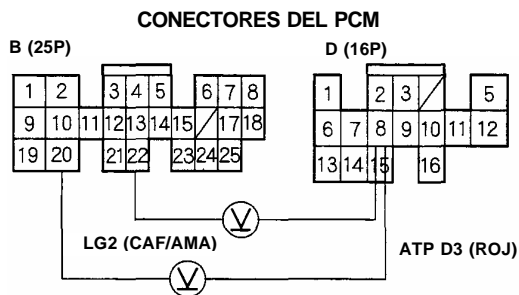 CONECTORES DEL PCM
B (25P)
D (16P)
1 2 3 4 5 6 7 8
9 10 11 12 13 14 15 17 18
19 20 21 22 23 24 25
1 2 3 5
6 7 8 9 10 11 12
13 14 15 16
V
LG2 (CAF/AMA)
ATP D3 (ROJ)
V